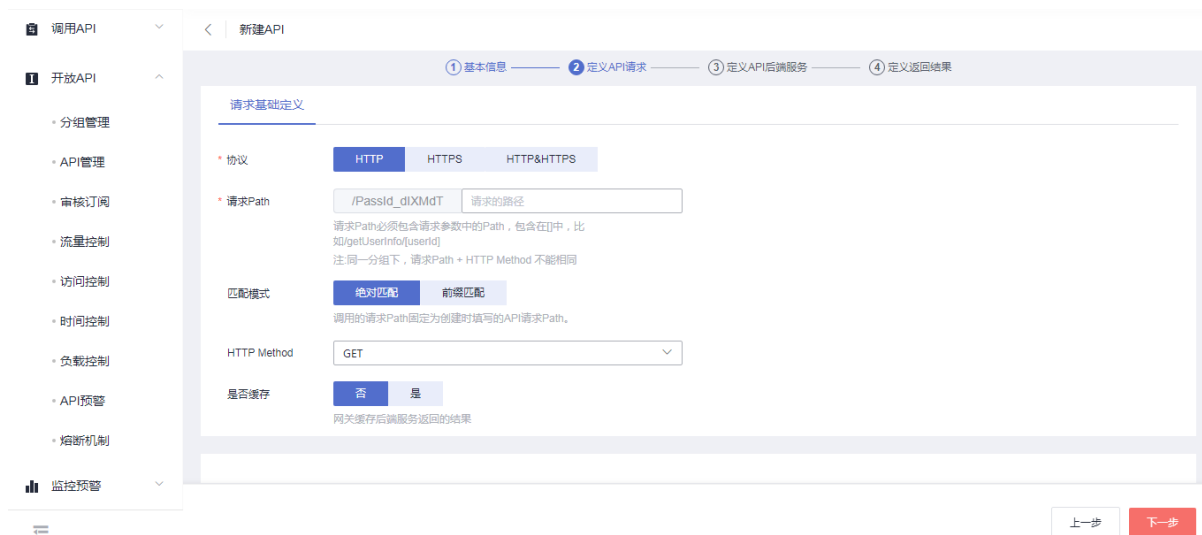 调用API
新建API
开放API
分组管理
API管理
审核订阅
流量控制
访问控制
时间控制
负载控制
API预警
熔断机制
监控预警
1 基本信息
2 定义API请求
3 定义API后端服务
4 定义返回结果
请求基础定义
* 协议
HTTP HTTPS HTTP&HTTPS
* 请求Path
/PassId_dIXMdT 请求的路径
请求Path必须包含请求参数中的Path，包含在[]中，比
如/getUserInfo/[userId]
注:同一分组下，请求Path + HTTP Method 不能相同
匹配模式
绝对匹配 前缀匹配
调用的请求Path固定为创建时填写的API请求Path。
HTTP Method
GET
是否缓存
否 是
网关缓存后端服务返回的结果
上一步 下一步